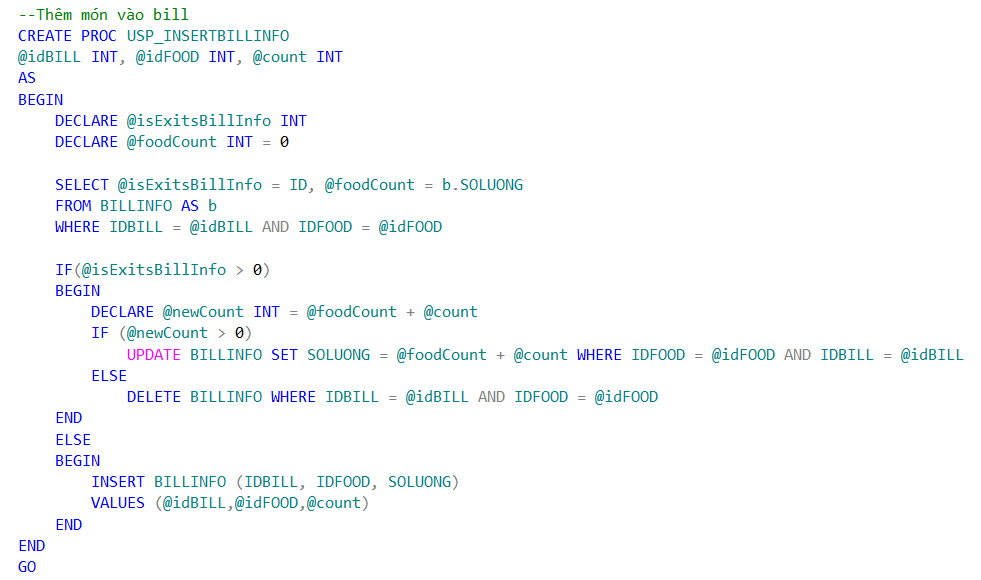 --Thêm món vào bill
CREATE PROC USP_INSERTBILLINFO
@idBILL INT, @idFOOD INT, @count INT
AS
BEGIN
    DECLARE @isExitsBillInfo INT
    DECLARE @foodCount INT = 0

    SELECT @isExitsBillInfo = ID, @foodCount = b.SOLUONG
    FROM BILLINFO AS b
    WHERE IDBILL = @idBILL AND IDFOOD = @idFOOD

    IF(@isExitsBillInfo > 0)
    BEGIN
        DECLARE @newCount INT = @foodCount + @count
        IF (@newCount > 0)
            UPDATE BILLINFO SET SOLUONG = @foodCount + @count WHERE IDFOOD = @idFOOD AND IDBILL = @idBILL
        ELSE
            DELETE BILLINFO WHERE IDBILL = @idBILL AND IDFOOD = @idFOOD
    END
    ELSE
    BEGIN
        INSERT BILLINFO (IDBILL, IDFOOD, SOLUONG)
        VALUES (@idBILL,@idFOOD,@count)
    END
END
GO